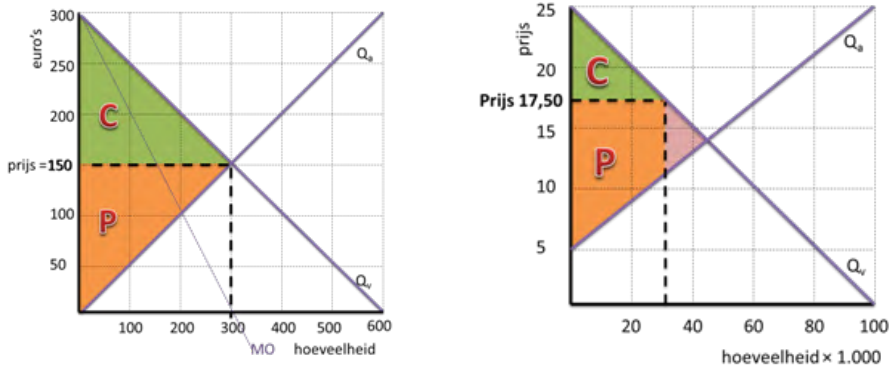 300
250
200
prijs =150
100
50
euro's
C
P
Qa
Qv
100 200 300 400 500 600
MO hoeveelheid
25
20
Prijs 17,50
15
10
5
prijs
C
P
Qa
Qv
20 40 60 80 100
hoeveelheid × 1.000